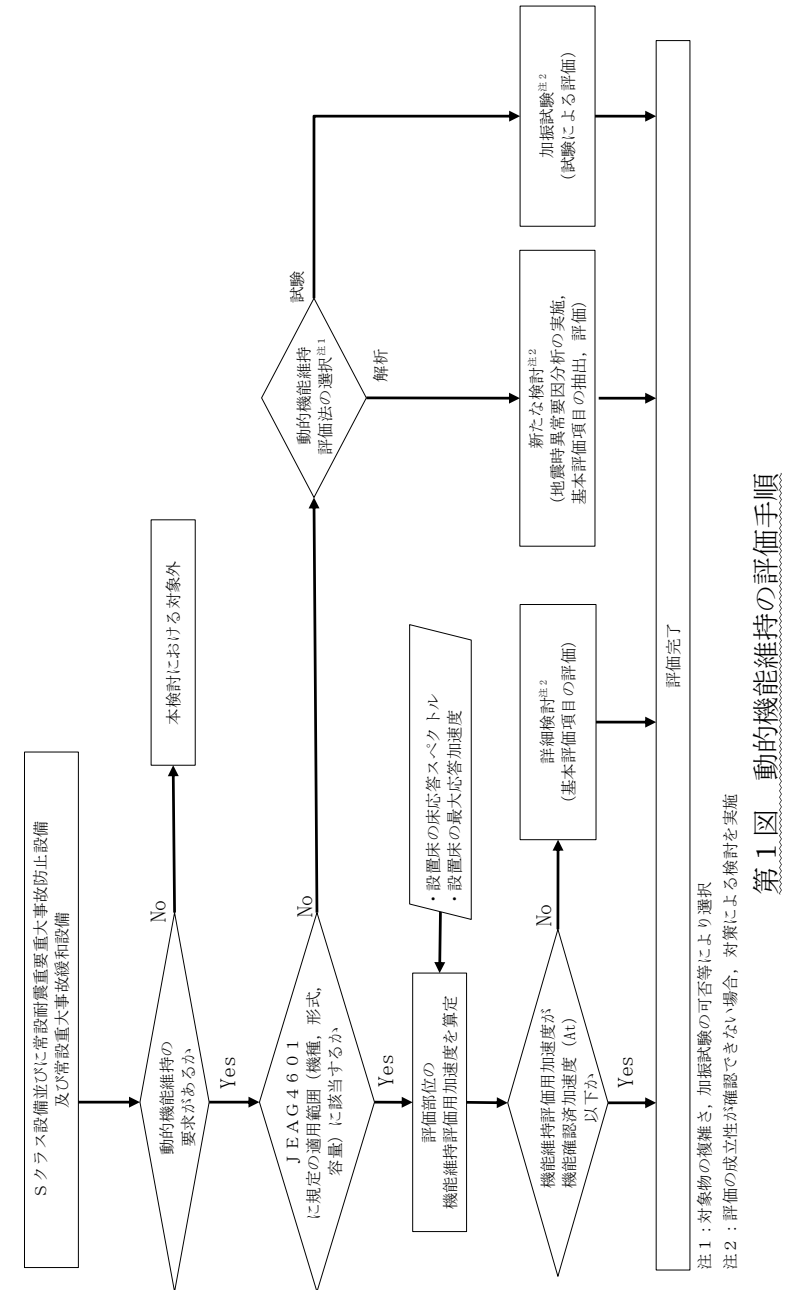 Ｓクラス設備並びに常設耐震重要重大事故防止設備
及び常設重大事故緩和設備
動的機能維持の
要求があるか
No
本検討における対象外
Yes
ＪＥＡＧ４６０１
に規定の適用範囲（機種，形式，
容量）に該当するか
No
動的機能維持
評価法の選択注１
試験
解析
Yes
・設置床の床応答スペクトル
・設置床の最大応答加速度
評価部位の
機能維持評価用加速度を算定
機能維持評価用加速度が
機能確認済加速度（At）
以下か
No
詳細検討注２
（基本評価項目の評価）
新たな検討注２
（地震時異常要因分析の実施，
基本評価項目の抽出，評価）
加振試験注２
（試験による評価）
Yes
評価完了
注１：対象物の複雑さ，加振試験の可否等により選択
注２：評価の成立性が確認できない場合，対策による検討を実施
第１図　動的機能維持の評価手順